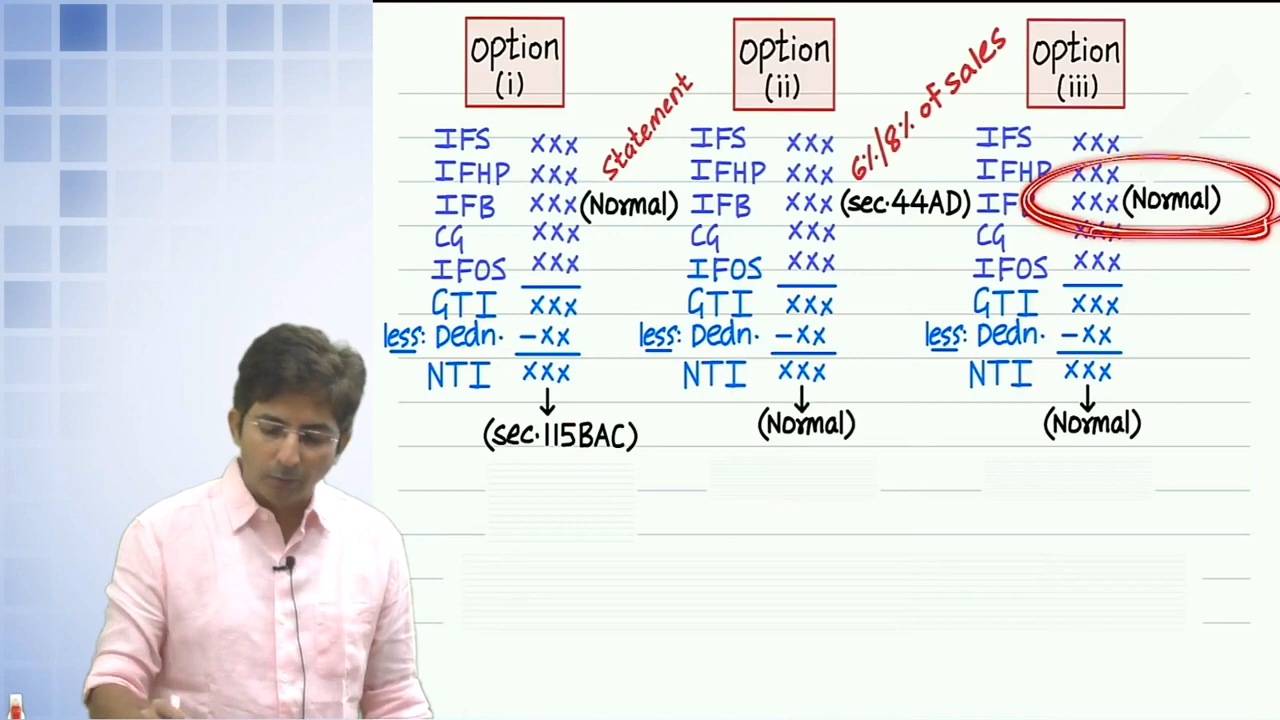 Option
(i)
IFS xxx
IFHP xxx
IFB xxx (Normal)
CG xxx
IFOS xxx
GTI xxx
less: Dedn. -xx
NTI xxx
↓
(sec.115BAC)
Statement
Option
(ii)
IFS xxx
IFHP xxx
IFB xxx (sec.44AD)
CG xxx
IFOS xxx
GTI xxx
less: Dedn. -xx
NTI xxx
↓
(Normal)
6%/8% of sales
Option
(iii)
IFS xxx
IFHP xxx
IF xxx (Normal)
CG xxx
IFOS xxx
GTI xxx
less: Dedn. -xx
NTI xxx
↓
(Normal)